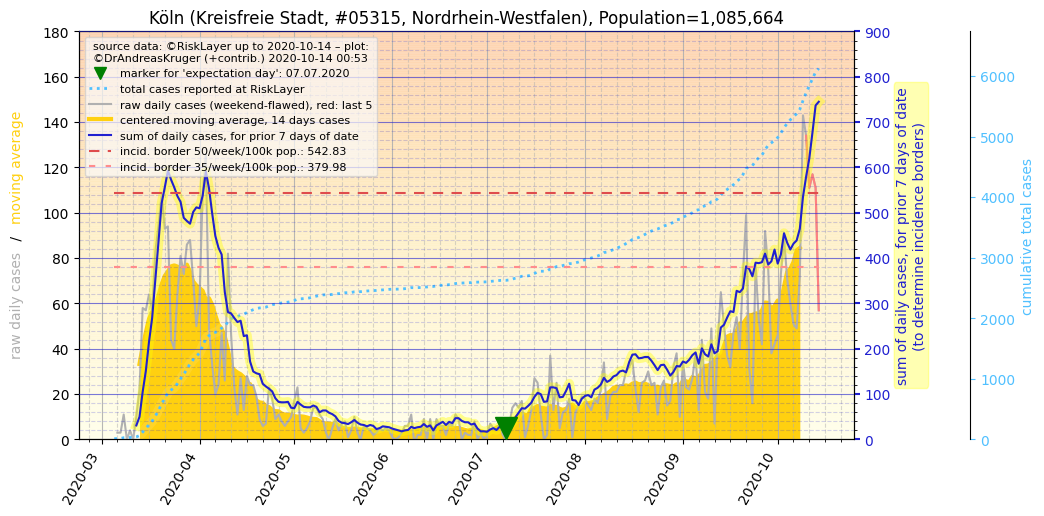 Köln (Kreisfreie Stadt, #05315, Nordrhein-Westfalen), Population=1,085,664
source data: ©RiskLayer up to 2020-10-14 – plot:
©DrAndreasKruger (+contrib.) 2020-10-14 00:53
marker for 'expectation day': 07.07.2020
total cases reported at RiskLayer
raw daily cases (weekend-flawed), red: last 5
centered moving average, 14 days cases
sum of daily cases, for prior 7 days of date
incid. border 50/week/100k pop.: 542.83
incid. border 35/week/100k pop.: 379.98
raw daily cases / moving average
180
160
140
120
100
80
60
40
20
0
2020-03
2020-04
2020-05
2020-06
2020-07
2020-08
2020-09
2020-10
900
800
700
600
500
400
300
200
100
0
sum of daily cases, for prior 7 days of date
(to determine incidence borders)
6000
5000
4000
3000
2000
1000
0
cumulative total cases